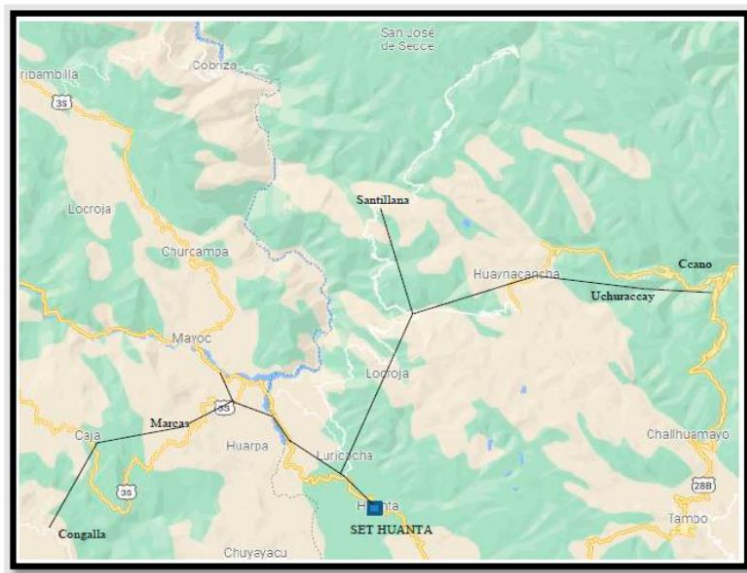 San José
de Secce
Cobriza
ribambilla
3S
Santillana
Locroja
Churcampa
Huaynacancha
Ccano
Uchuraccay
Mayoc
Locroja
3S
Marcas
Caja
Huarpa
Luricocha
Challhuamayo
3S
28B
Huanta
Tambo
SET HUANTA
Congalla
Chuyayacu